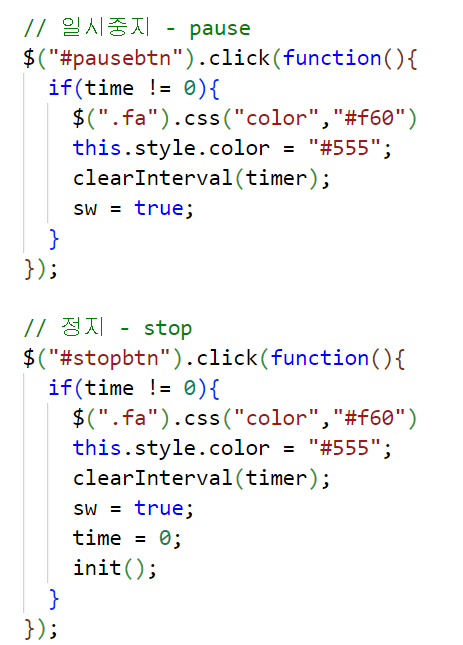 // 일시중지 - pause
$("#pausebtn").click(function(){
  if(time != 0){
    $(".fa").css("color","#f60")
    this.style.color = "#555";
    clearInterval(timer);
    sw = true;
  }
});

// 정지 - stop
$("#stopbtn").click(function(){
  if(time != 0){
    $(".fa").css("color","#f60")
    this.style.color = "#555";
    clearInterval(timer);
    sw = true;
    time = 0;
    init();
  }
});